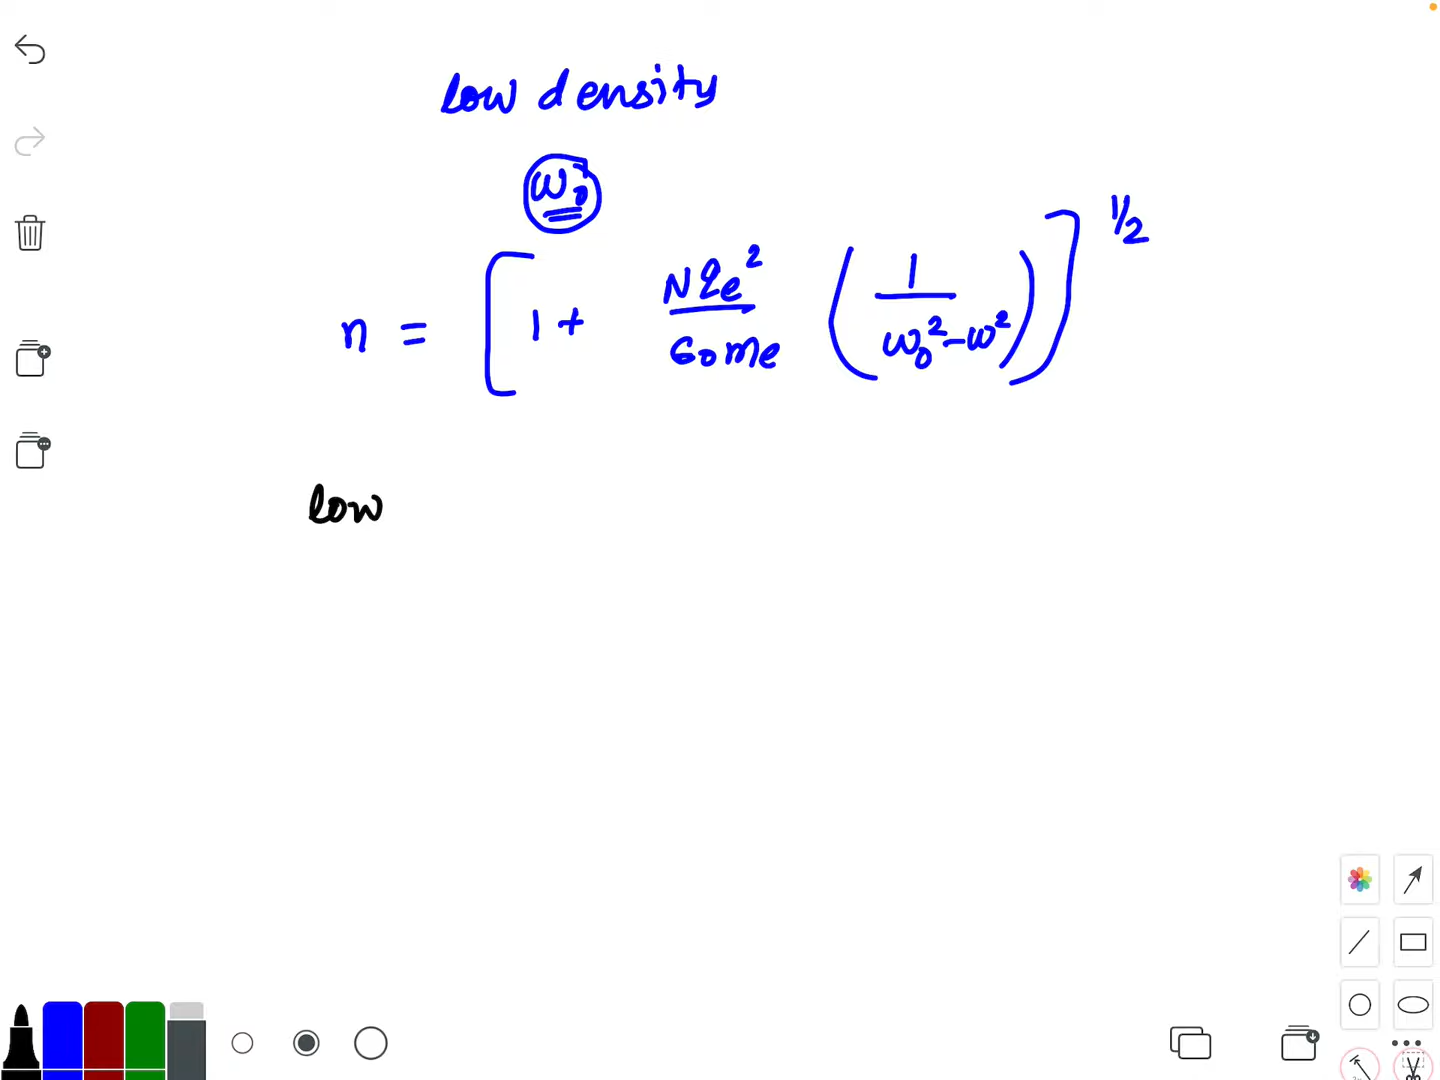 low density
ω₀
n = [ 1 + Nqe² / ϵ₀me ( 1 / ω₀² - ω² ) ]^1/2
low